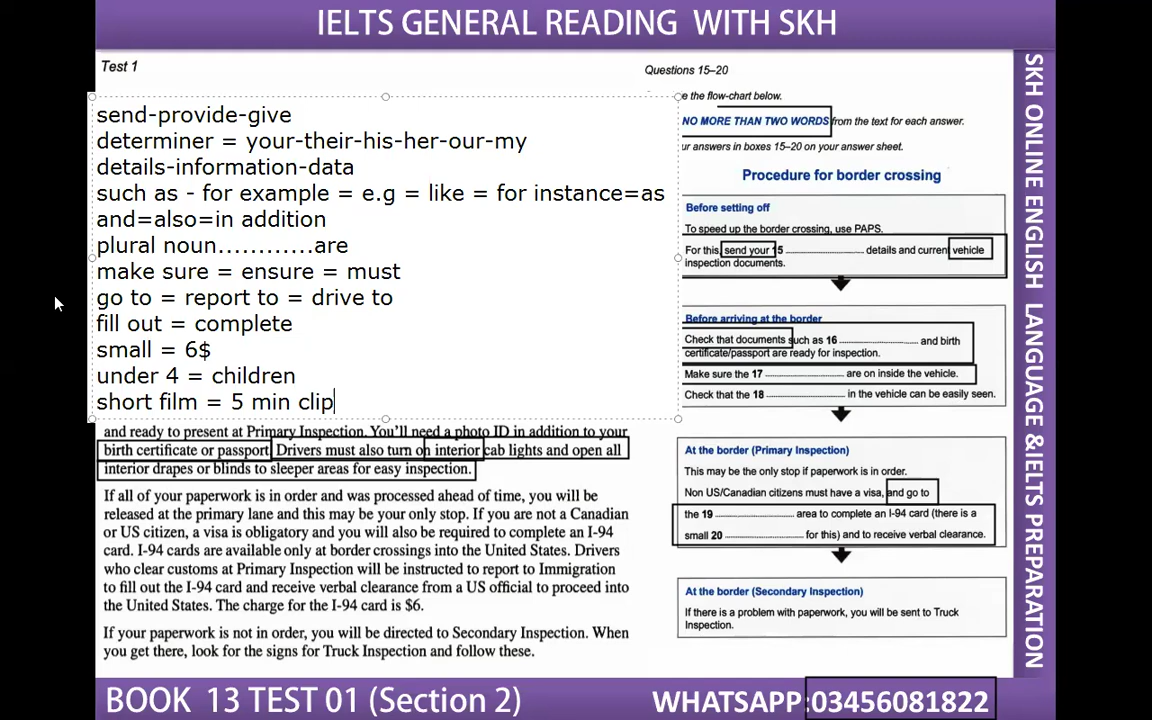 IELTS GENERAL READING WITH SKH
Test 1
send-provide-give
determiner = your-their-his-her-our-my
details-information-data
such as - for example = e.g = like = for instance=as
and=also=in addition
plural noun............are
make sure = ensure = must
go to = report to = drive to
fill out = complete
small = 6$
under 4 = children
short film = 5 min clip
and ready to present at Primary Inspection. You'll need a photo ID in addition to your
birth certificate or passport. Drivers must also turn on interior cab lights and open all
interior drapes or blinds to sleeper areas for easy inspection.
If all of your paperwork is in order and was processed ahead of time, you will be
released at the primary lane and this may be your only stop. If you are not a Canadian
or US citizen, a visa is obligatory and you will also be required to complete an I-94
card. I-94 cards are available only at border crossings into the United States. Drivers
who clear customs at Primary Inspection will be instructed to report to Immigration
to fill out the I-94 card and receive verbal clearance from a US official to proceed into
the United States. The charge for the I-94 card is $6.
If your paperwork is not in order, you will be directed to Secondary Inspection. When
you get there, look for the signs for Truck Inspection and follow these.
Questions 15–20
e the flow-chart below.
NO MORE THAN TWO WORDS from the text for each answer.
ur answers in boxes 15–20 on your answer sheet.
Procedure for border crossing
Before setting off
To speed up the border crossing, use PAPS.
For this, send your 15 ........................ details and current vehicle
inspection documents.
Before arriving at the border
Check that documents such as 16 ........................ and birth
certificate/passport are ready for inspection.
Make sure the 17 ........................ are on inside the vehicle.
Check that the 18 ........................ in the vehicle can be easily seen.
At the border (Primary Inspection)
This may be the only stop if paperwork is in order.
Non US/Canadian citizens must have a visa, and go to
the 19 ........................ area to complete an I-94 card (there is a
small 20 ........................ for this) and to receive verbal clearance.
At the border (Secondary Inspection)
If there is a problem with paperwork, you will be sent to Truck
Inspection.
SKH ONLINE ENGLISH LANGUAGE &IELTS PREPARATION
BOOK 13 TEST 01 (Section 2)
WHATSAPP:03456081822